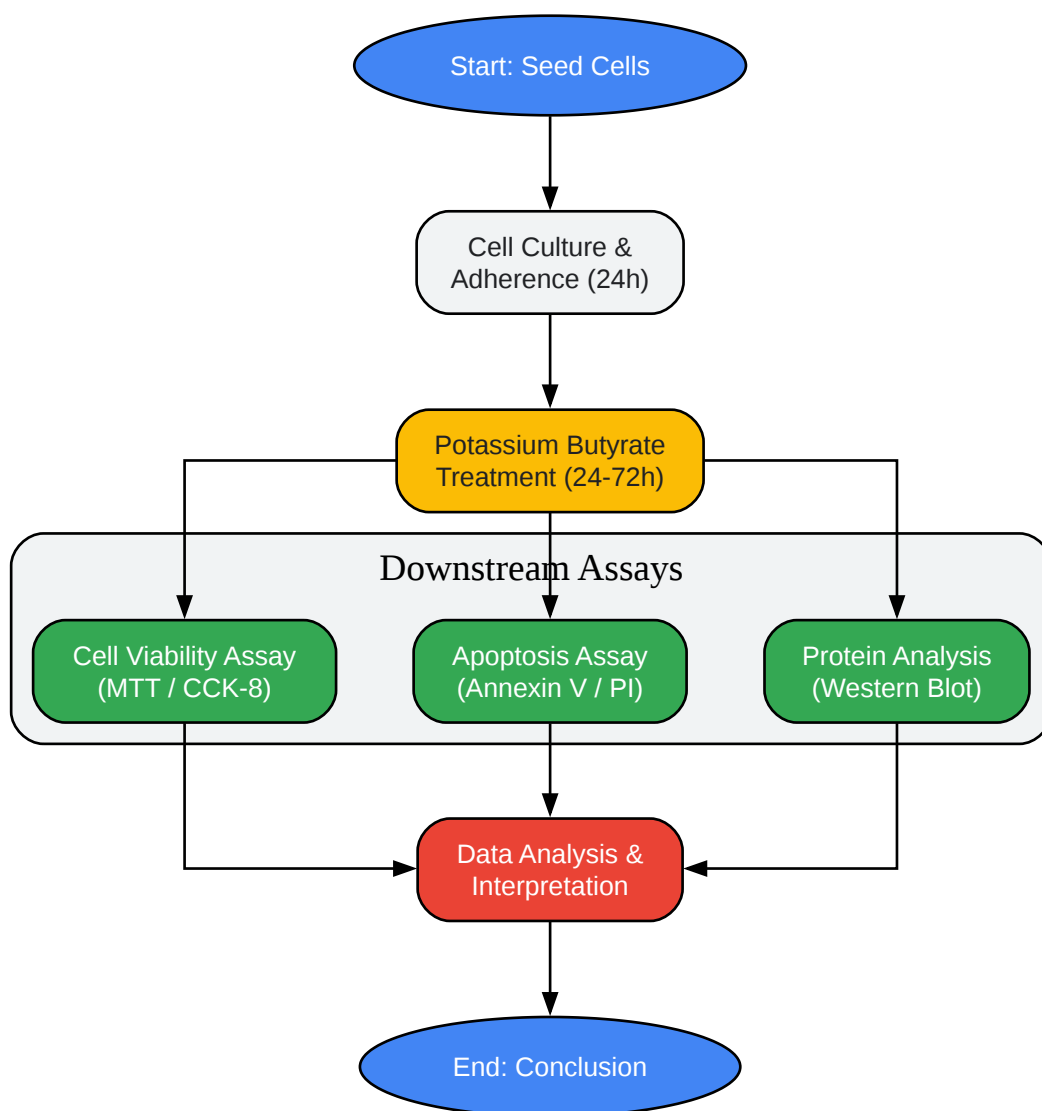 Start: Seed Cells
Cell Culture &
Adherence (24h)
Potassium Butyrate
Treatment (24-72h)
Downstream Assays
Cell Viability Assay
(MTT / CCK-8)
Apoptosis Assay
(Annexin V / PI)
Protein Analysis
(Western Blot)
Data Analysis &
Interpretation
End: Conclusion